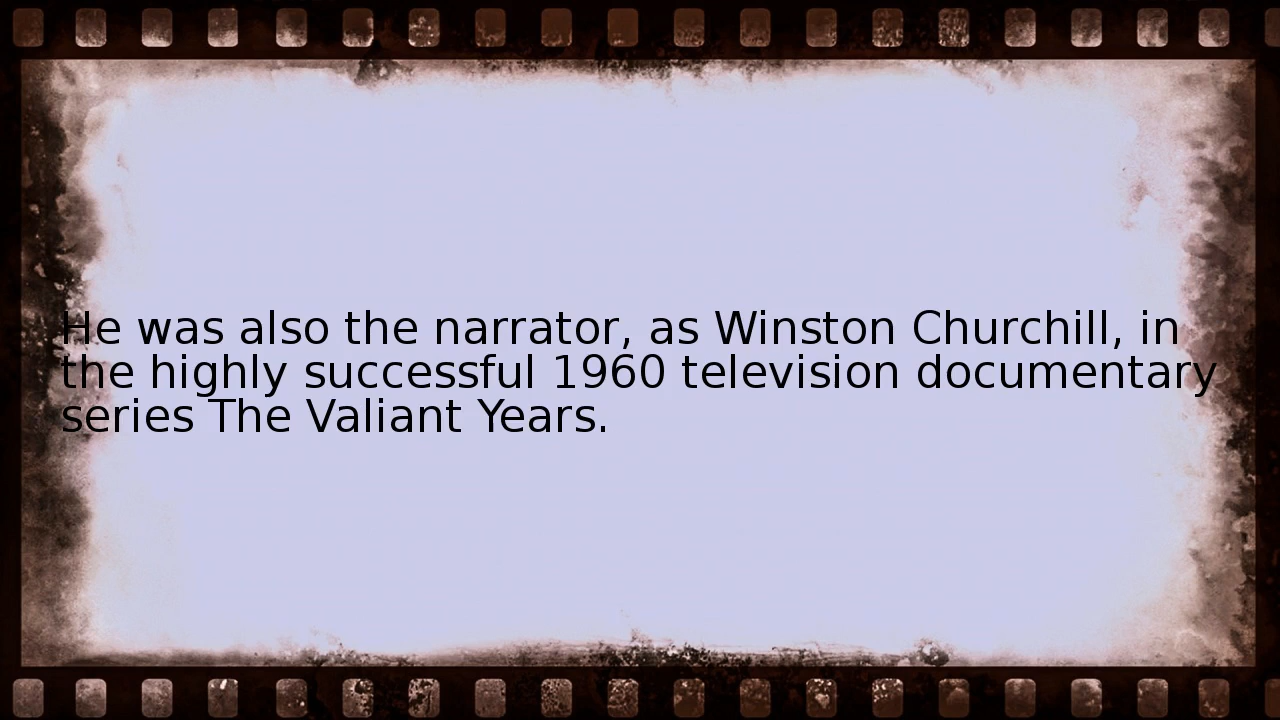 He was also the narrator, as Winston Churchill, in
the highly successful 1960 television documentary
series The Valiant Years.